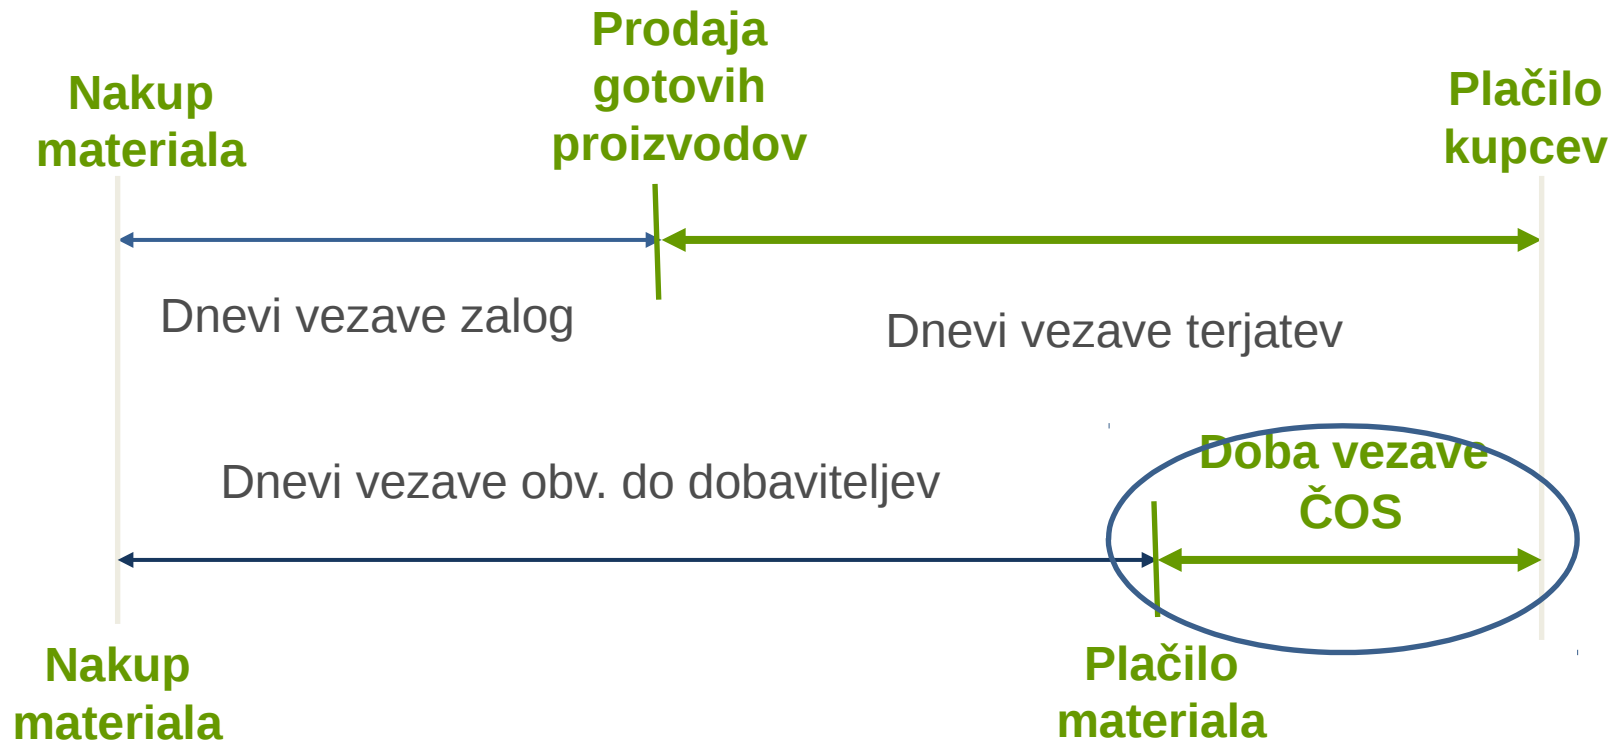 Nakup
materiala
Prodaja
gotovih
proizvodov
Plačilo
kupcev
Dnevi vezave zalog
Dnevi vezave terjatev
Dnevi vezave obv. do dobaviteljev
Doba vezave
ČOS
Nakup
materiala
Plačilo
materiala